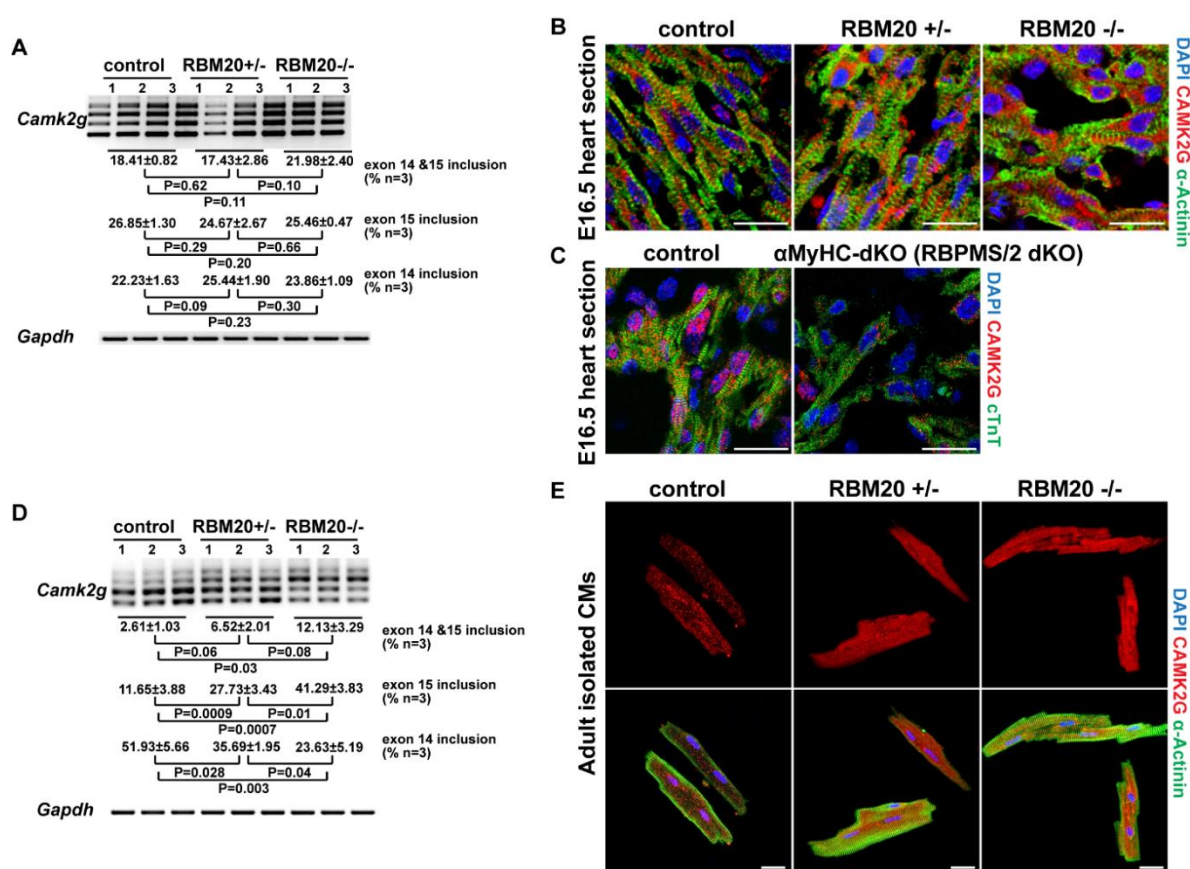 A
control RBM20+/- RBM20-/-
1 2 3 1 2 3 1 2 3
Camk2g
18.41±0.82 17.43±2.86 21.98±2.40 exon 14 &15 inclusion
(% n=3)
P=0.62 P=0.10
P=0.11
26.85±1.30 24.67±2.67 25.46±0.47 exon 15 inclusion
(% n=3)
P=0.29 P=0.66
P=0.20
22.23±1.63 25.44±1.90 23.86±1.09 exon 14 inclusion
(% n=3)
P=0.09 P=0.30
P=0.23
Gapdh
B
control RBM20 +/- RBM20 -/-
E16.5 heart section
DAPI CAMK2G α-Actinin
C
control αMyHC-dKO (RBPMS/2 dKO)
E16.5 heart section
DAPI CAMK2G cTnT
D
control RBM20+/- RBM20-/-
1 2 3 1 2 3 1 2 3
Camk2g
2.61±1.03 6.52±2.01 12.13±3.29 exon 14 &15 inclusion
(% n=3)
P=0.06 P=0.08
P=0.03
11.65±3.88 27.73±3.43 41.29±3.83 exon 15 inclusion
(% n=3)
P=0.0009 P=0.01
P=0.0007
51.93±5.66 35.69±1.95 23.63±5.19 exon 14 inclusion
(% n=3)
P=0.028 P=0.04
P=0.003
Gapdh
E
control RBM20 +/- RBM20 -/-
Adult isolated CMs
DAPI CAMK2G α-Actinin